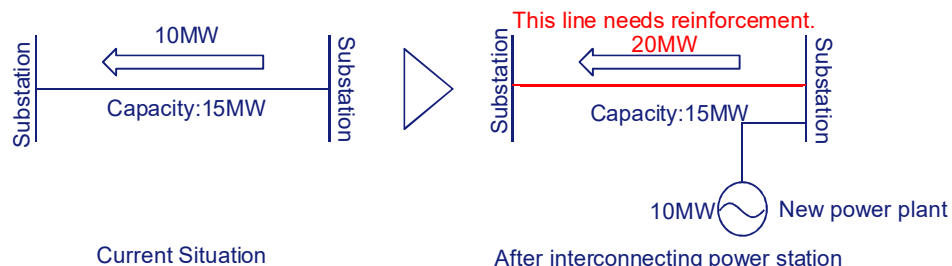 10MW
Substation
Substation
Capacity:15MW
Current Situation
This line needs reinforcement.
20MW
Substation
Substation
Capacity:15MW
10MW
New power plant
After interconnecting power station